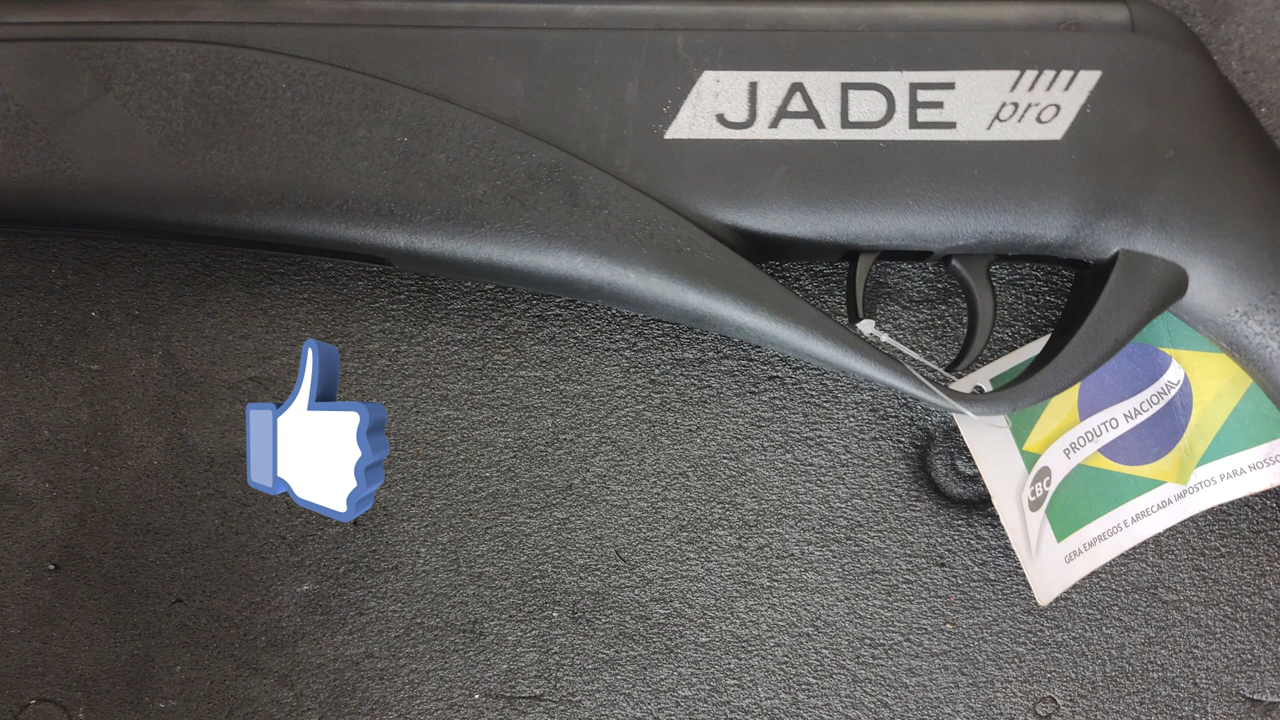 JADE pro
PRODUTO NACIONAL
CBC
GERA EMPREGOS E ARRECADA IMPOSTOS PARA NOSSO